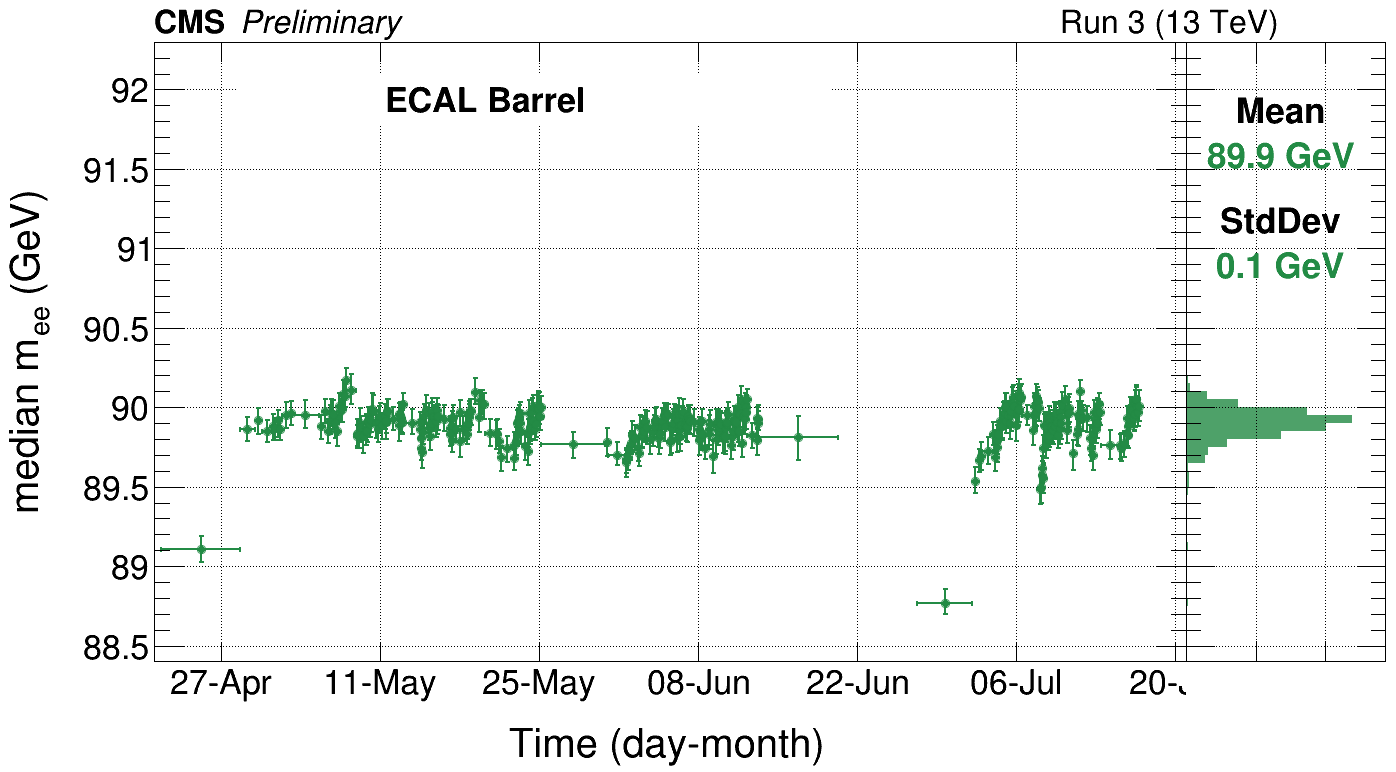 CMS Preliminary Run 3 (13 TeV)
ECAL Barrel
Mean
89.9 GeV
StdDev
0.1 GeV
median mee (GeV)
92
91.5
91
90.5
90
89.5
89
88.5
27-Apr 11-May 25-May 08-Jun 22-Jun 06-Jul 20-
Time (day-month)